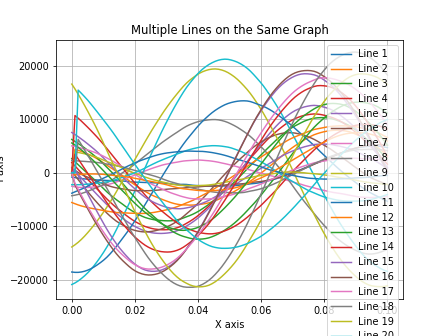 Multiple Lines on the Same Graph
20000
10000
0
−10000
−20000
0.00
0.02
0.04
0.06
X axis
Line 1
Line 2
Line 3
Line 4
Line 5
Line 6
Line 7
Line 8
Line 9
Line 10
Line 11
Line 12
Line 13
Line 14
Line 15
Line 16
Line 17
Line 18
Line 19
Line 20